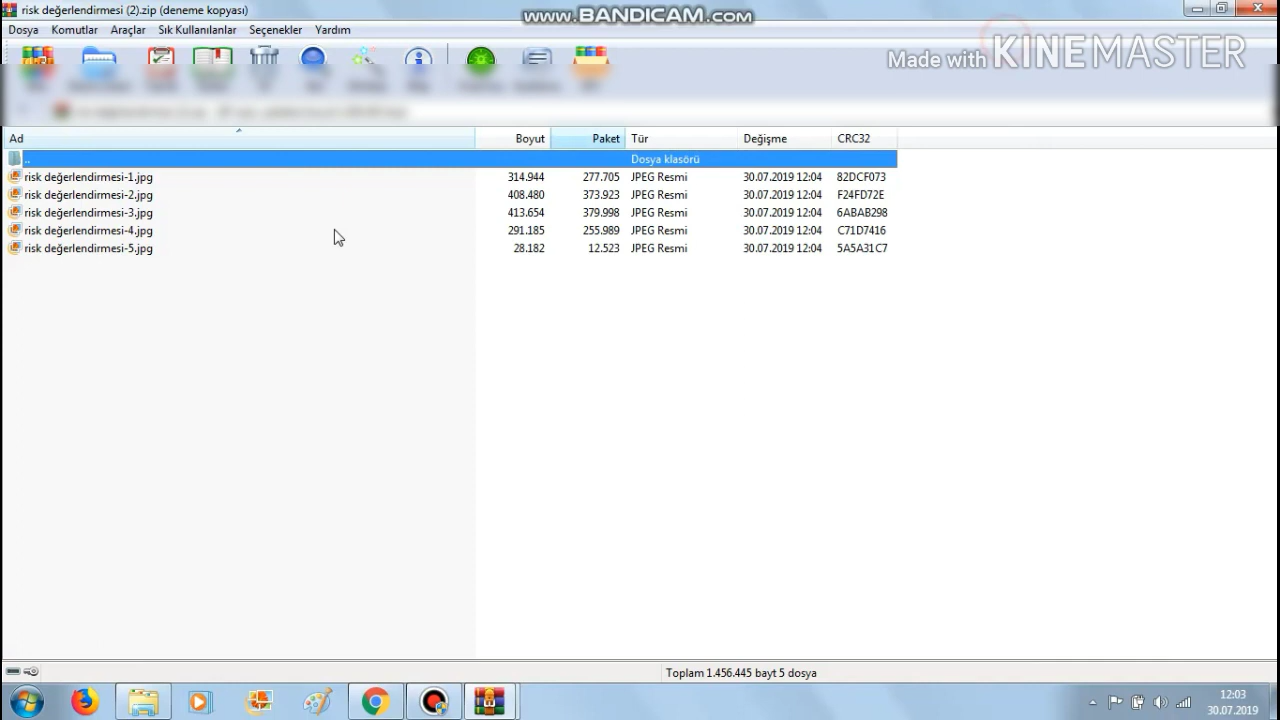 risk değerlendirmesi (2).zip (deneme kopyası)
www.BANDICAM.com
Dosya Komutlar Araçlar Sık Kullanılanlar Seçenekler Yardım
Made with KINEMASTER
Ad Boyut Paket Tür Değişme CRC32
.. Dosya klasörü
risk değerlendirmesi-1.jpg 314.944 277.705 JPEG Resmi 30.07.2019 12:04 82DCF073
risk değerlendirmesi-2.jpg 408.480 373.923 JPEG Resmi 30.07.2019 12:04 F24FD72E
risk değerlendirmesi-3.jpg 413.654 379.998 JPEG Resmi 30.07.2019 12:04 6ABAB298
risk değerlendirmesi-4.jpg 291.185 255.989 JPEG Resmi 30.07.2019 12:04 C71D7416
risk değerlendirmesi-5.jpg 28.182 12.523 JPEG Resmi 30.07.2019 12:04 5A5A31C7
Toplam 1.456.445 bayt 5 dosya
12:03
30.07.2019